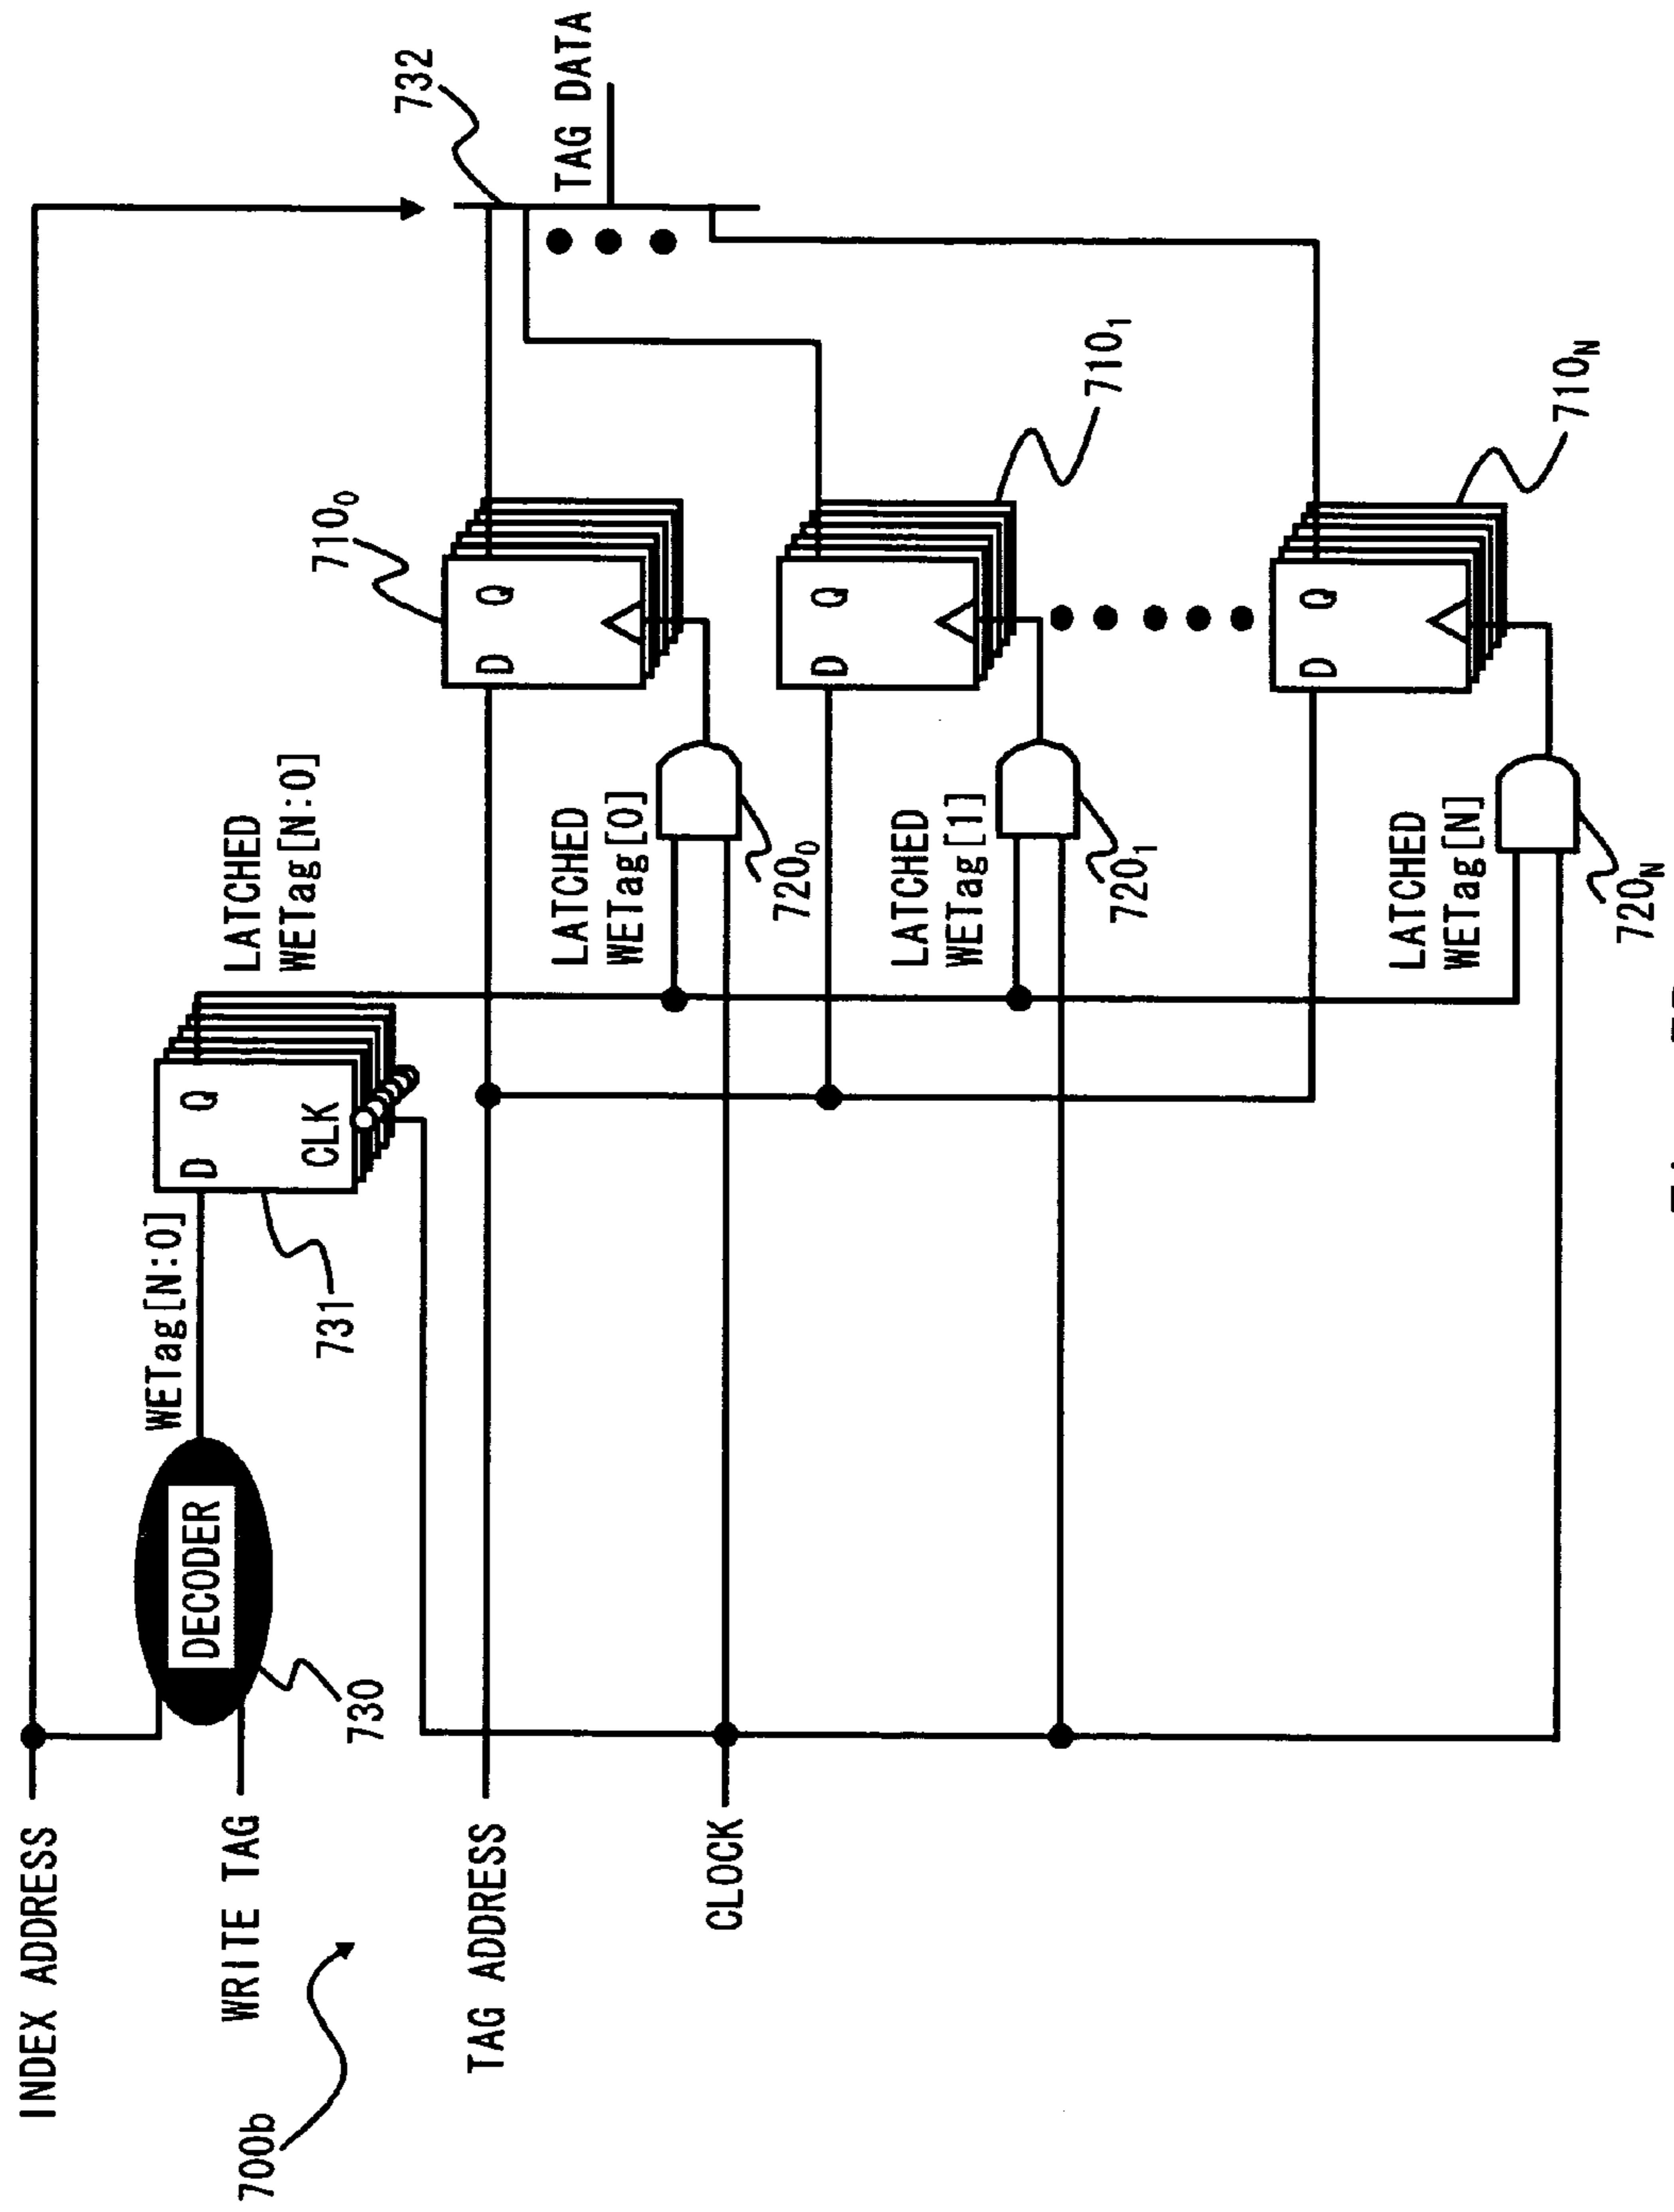 INDEX ADDRESS
WRITE TAG
700b
TAG ADDRESS
CLOCK
DECODER
730
WETag[N:0]
731
D Q
CLK
LATCHED
WETag[N:0]
LATCHED
WETag[0]
720₀
D Q
710₀
LATCHED
WETag[1]
720₁
D Q
710₁
LATCHED
WETag[N]
720N
D Q
710N
732
TAG DATA